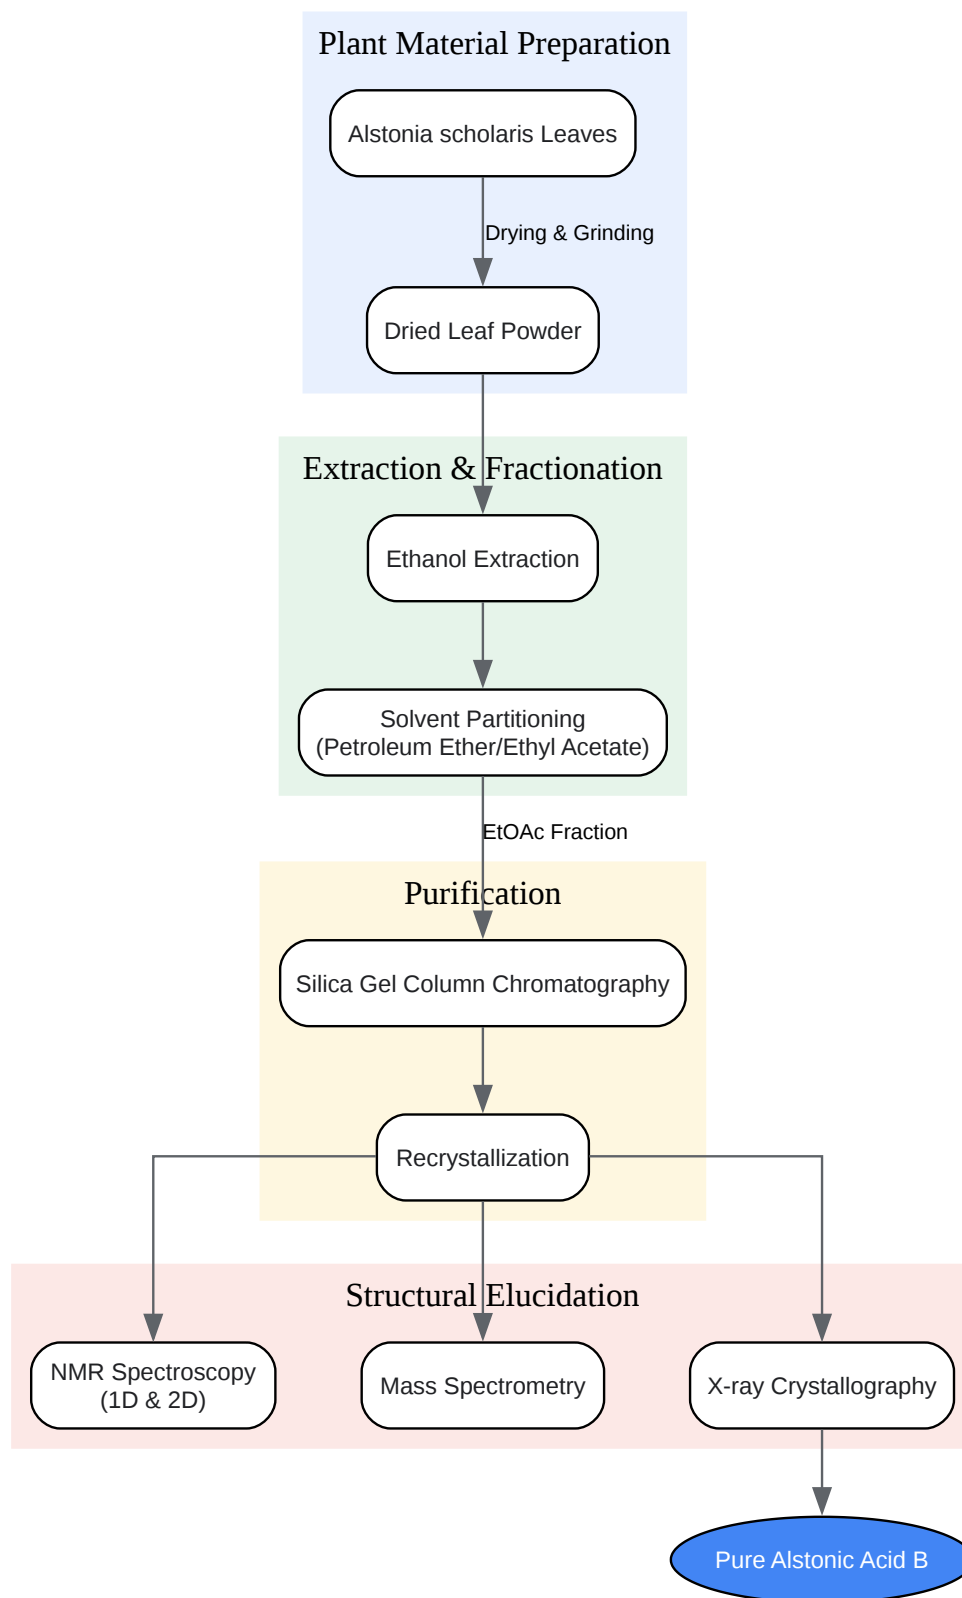 Plant Material Preparation
Alstonia scholaris Leaves
Drying & Grinding
Dried Leaf Powder
Extraction & Fractionation
Ethanol Extraction
Solvent Partitioning
(Petroleum Ether/Ethyl Acetate)
EtOAc Fraction
Purification
Silica Gel Column Chromatography
Recrystallization
Structural Elucidation
NMR Spectroscopy
(1D & 2D)
Mass Spectrometry
X-ray Crystallography
Pure Alstonic Acid B